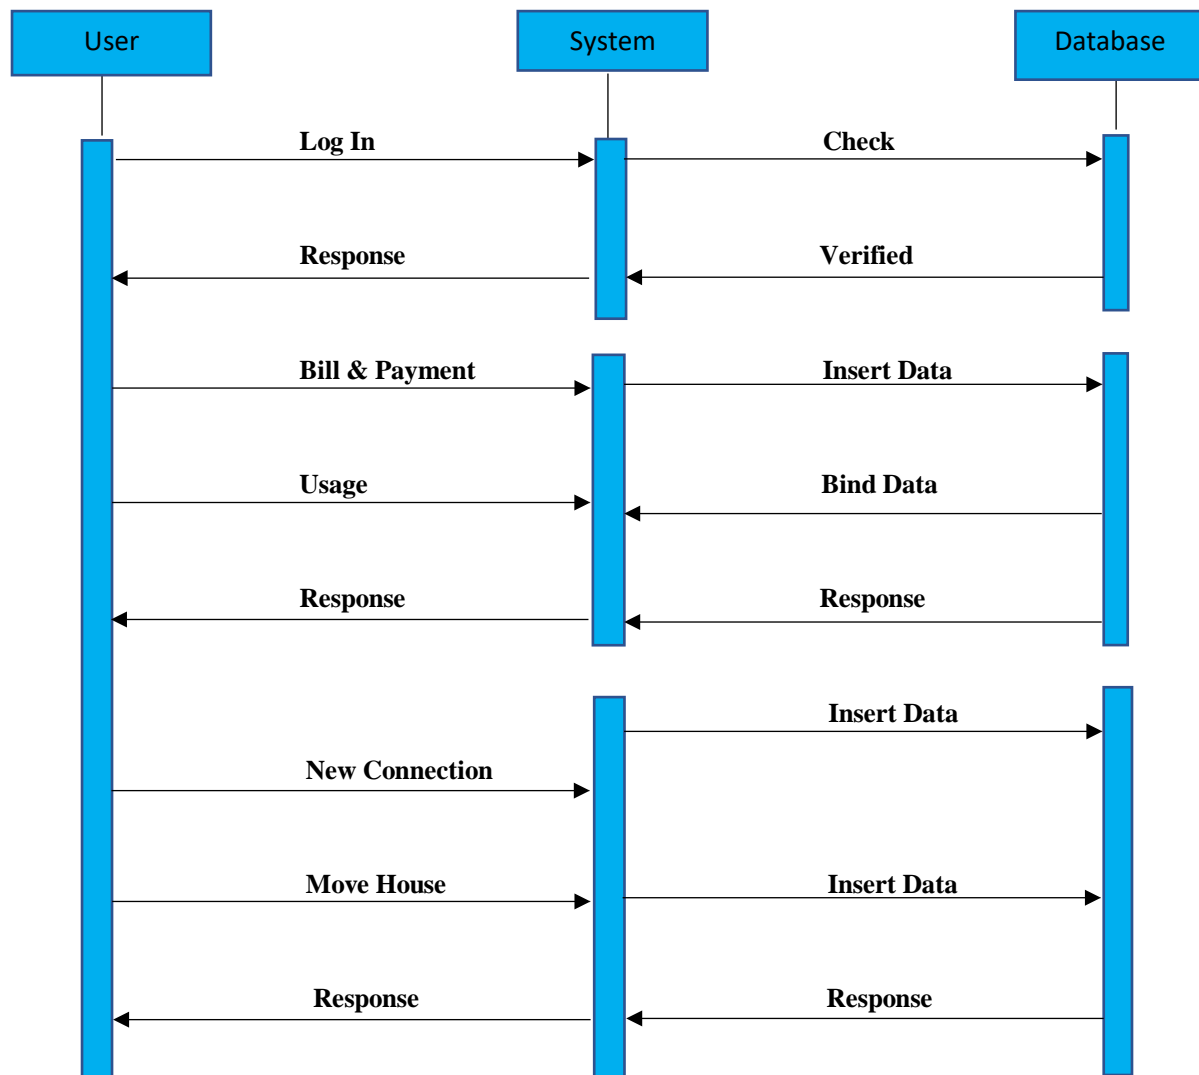 User
System
Database
Log In
Check
Response
Verified
Bill & Payment
Insert Data
Usage
Bind Data
Response
Response
Insert Data
New Connection
Move House
Insert Data
Response
Response